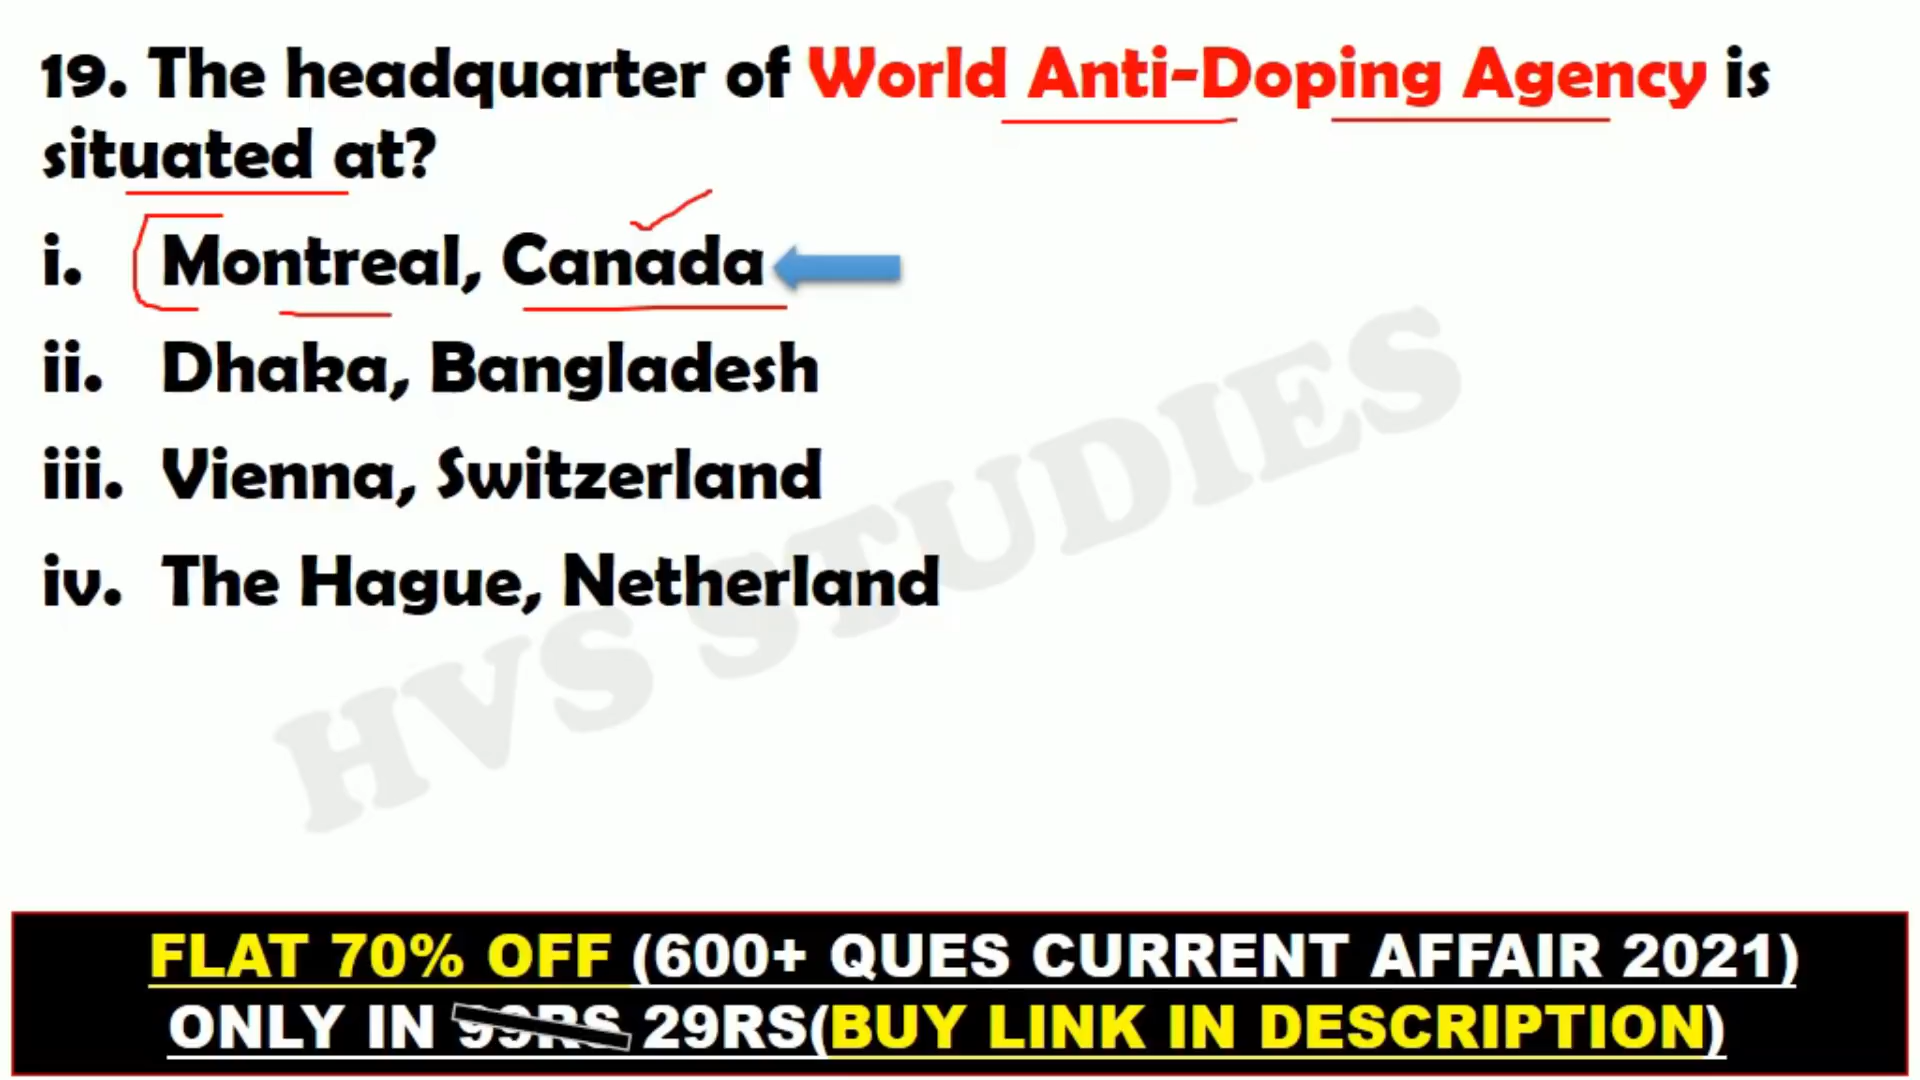 19. The headquarter of World Anti-Doping Agency is
situated at?
i. Montreal, Canada
ii. Dhaka, Bangladesh
iii. Vienna, Switzerland
iv. The Hague, Netherland
HVS STUDIES
FLAT 70% OFF (600+ QUES CURRENT AFFAIR 2021)
ONLY IN 99RS 29RS(BUY LINK IN DESCRIPTION)